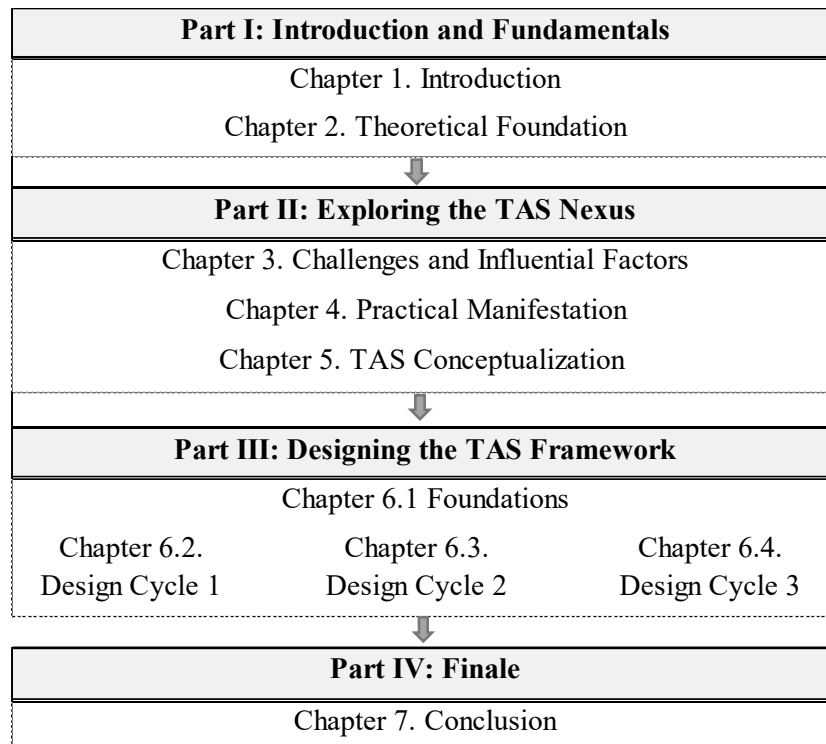 Part I: Introduction and Fundamentals
Chapter 1. Introduction
Chapter 2. Theoretical Foundation
Part II: Exploring the TAS Nexus
Chapter 3. Challenges and Influential Factors
Chapter 4. Practical Manifestation
Chapter 5. TAS Conceptualization
Part III: Designing the TAS Framework
Chapter 6.1 Foundations
Chapter 6.2.
Design Cycle 1
Chapter 6.3.
Design Cycle 2
Chapter 6.4.
Design Cycle 3
Part IV: Finale
Chapter 7. Conclusion